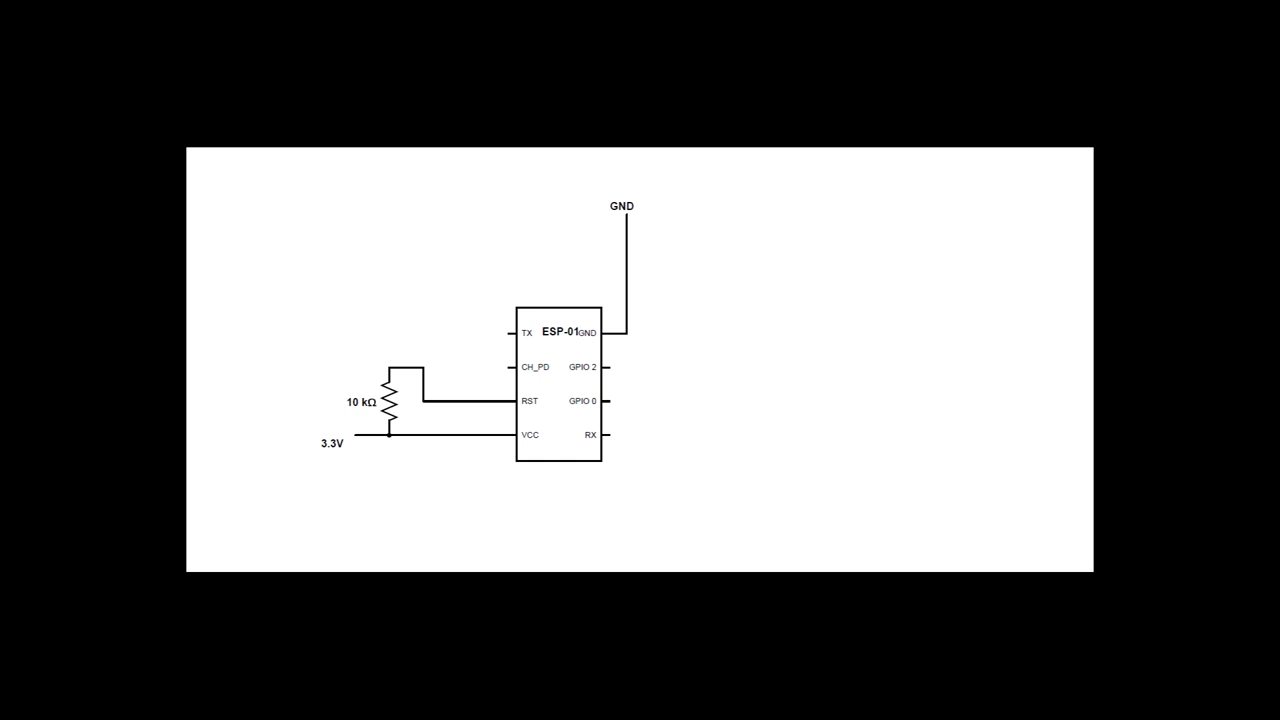 GND
ESP-01
TX
GND
CH_PD
GPIO 2
10 kΩ
RST
GPIO 0
3.3V
VCC
RX